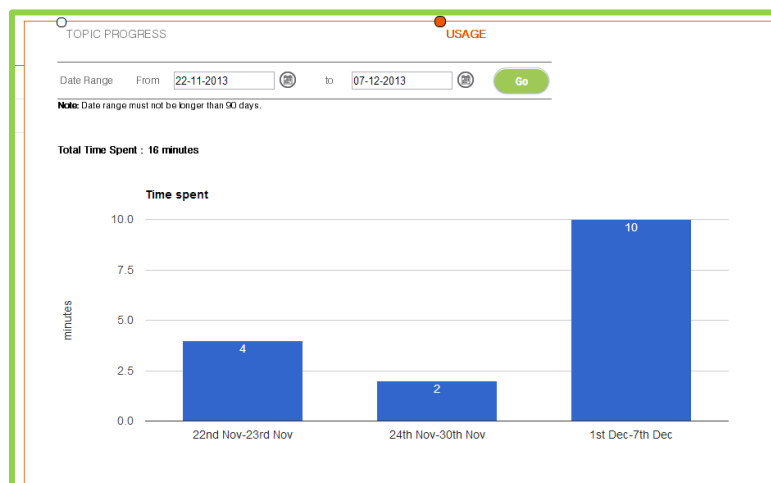 TOPIC PROGRESS USAGE
Date Range From 22-11-2013 to 07-12-2013 Go
Note: Date range must not be longer than 90 days.
Total Time Spent : 16 minutes
Time spent
10.0
7.5
5.0
2.5
0.0
minutes
4
2
10
22nd Nov-23rd Nov 24th Nov-30th Nov 1st Dec-7th Dec